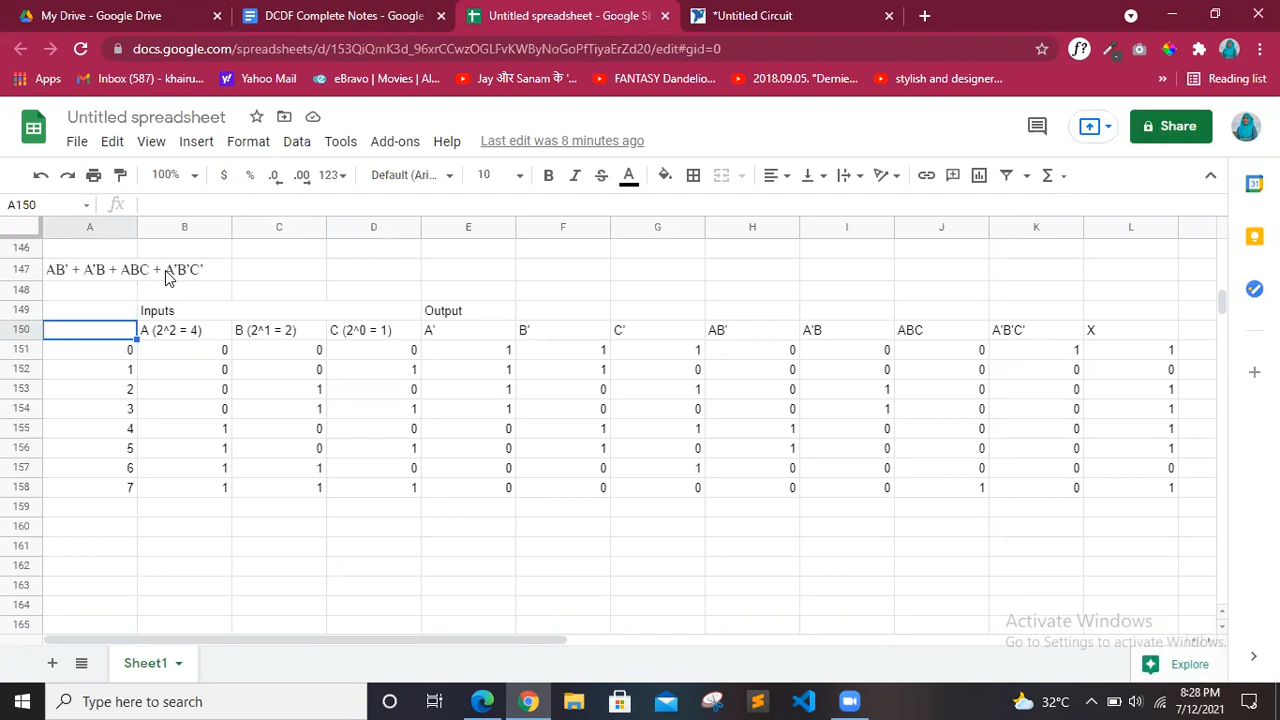 My Drive - Google Drive
DCDF Complete Notes - Google
Untitled spreadsheet - Google S
*Untitled Circuit
docs.google.com/spreadsheets/d/153QiQmK3d_96xrCCwzOGLFvKWByNoGoPfTiyaErZd20/edit#gid=0
Apps
Inbox (587) - khairu...
Yahoo Mail
eBravo | Movies | Al...
Jay और Sanam के '...
FANTASY Dandelio...
2018.09.05. "Dernie...
stylish and designer...
»
Reading list
Untitled spreadsheet
File Edit View Insert Format Data Tools Add-ons Help
Last edit was 8 minutes ago
Share
100% $ % .0 .00 123 Default (Ari... 10 B I S A
A150 fx
A B C D E F G H I J K L
146
147 AB' + A'B + ABC + A'B'C'
148
149 Inputs Output
150 A (2^2 = 4) B (2^1 = 2) C (2^0 = 1) A' B' C' AB' A'B ABC A'B'C' X
151 0 0 0 0 1 1 1 0 0 0 1 1
152 1 0 0 1 1 1 0 0 0 0 0 0
153 2 0 1 0 1 0 1 0 1 0 0 1
154 3 0 1 1 1 0 0 0 1 0 0 1
155 4 1 0 0 0 1 1 1 0 0 0 1
156 5 1 0 1 0 1 0 1 0 0 0 1
157 6 1 1 0 0 0 1 0 0 0 0 0
158 7 1 1 1 0 0 0 0 0 1 0 1
159
160
161
162
163
164
165
Activate Windows
Go to Settings to activate Windows.
Sheet1
Explore
Type here to search
32°C
8:28 PM
7/12/2021